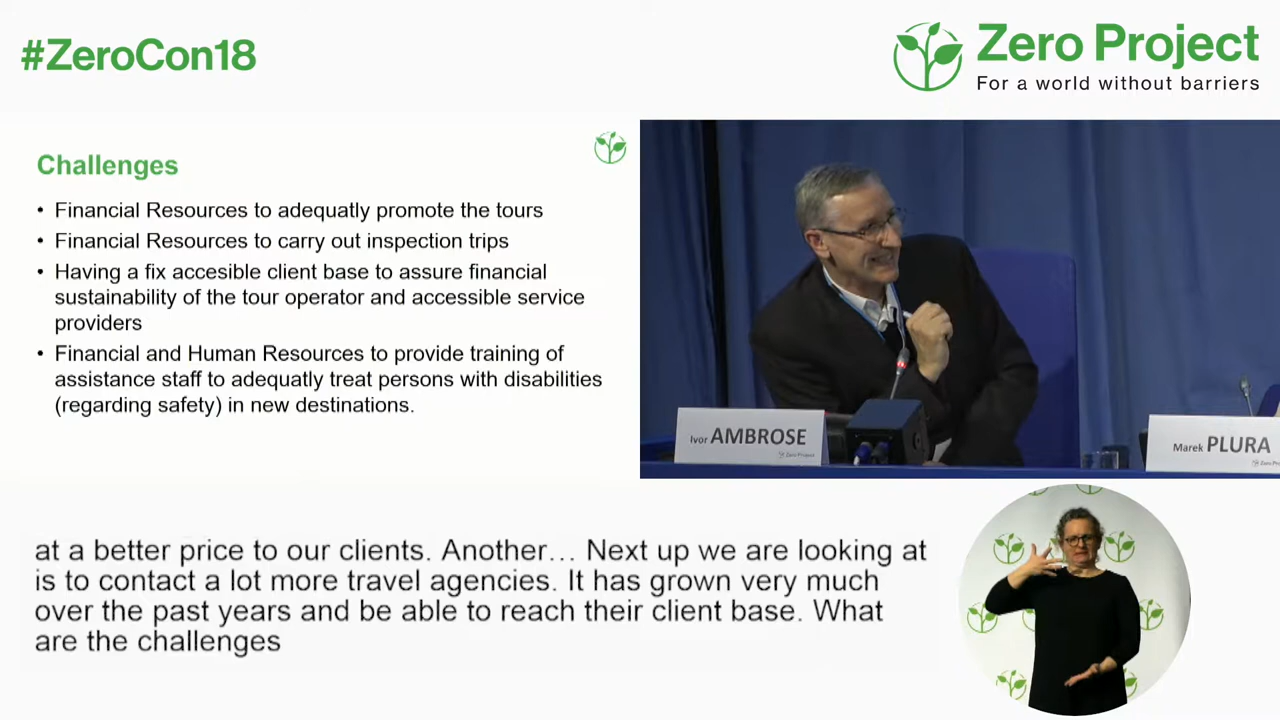 #ZeroCon18
Zero Project
For a world without barriers
Challenges
• Financial Resources to adequatly promote the tours
• Financial Resources to carry out inspection trips
• Having a fix accesible client base to assure financial
sustainability of the tour operator and accessible service
providers
• Financial and Human Resources to provide training of
assistance staff to adequatly treat persons with disabilities
(regarding safety) in new destinations.
Ivor AMBROSE
Zero Project
Marek PLURA
Zero Pro
at a better price to our clients. Another... Next up we are looking at
is to contact a lot more travel agencies. It has grown very much
over the past years and be able to reach their client base. What
are the challenges